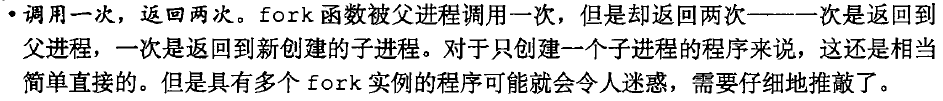 • 调用一次，返回两次。fork 函数被父进程调用一次，但是却返回两次———一次是返回到
父进程，一次是返回到新创建的子进程。对于只创建一个子进程的程序来说，这还是相当
简单直接的。但是具有多个 fork 实例的程序可能就会令人迷惑，需要仔细地推敲了。